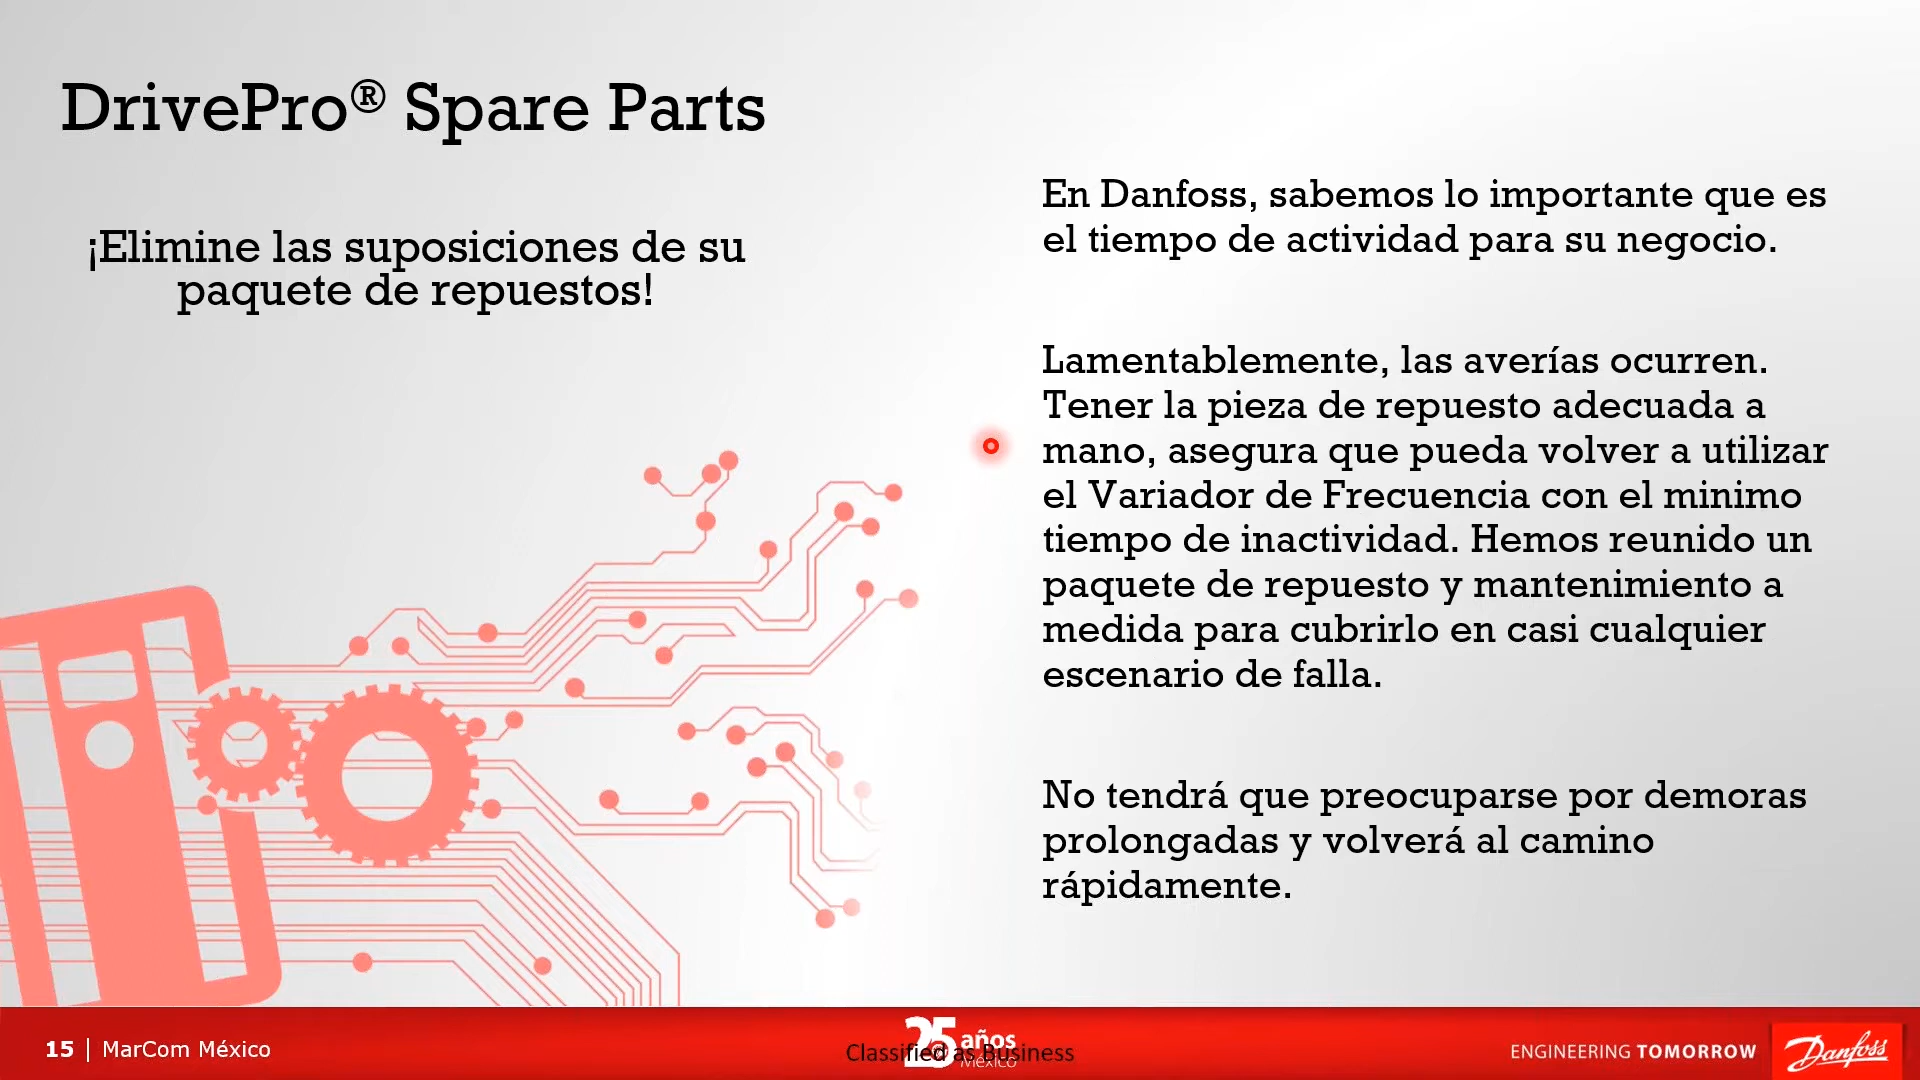 DrivePro® Spare Parts
¡Elimine las suposiciones de su
paquete de repuestos!
En Danfoss, sabemos lo importante que es
el tiempo de actividad para su negocio.
Lamentablemente, las averías ocurren.
Tener la pieza de repuesto adecuada a
mano, asegura que pueda volver a utilizar
el Variador de Frecuencia con el minimo
tiempo de inactividad. Hemos reunido un
paquete de repuesto y mantenimiento a
medida para cubrirlo en casi cualquier
escenario de falla.
No tendrá que preocuparse por demoras
prolongadas y volverá al camino
rápidamente.
15 | MarCom México
25 años
México
Classified as Business
ENGINEERING TOMORROW
Danfoss